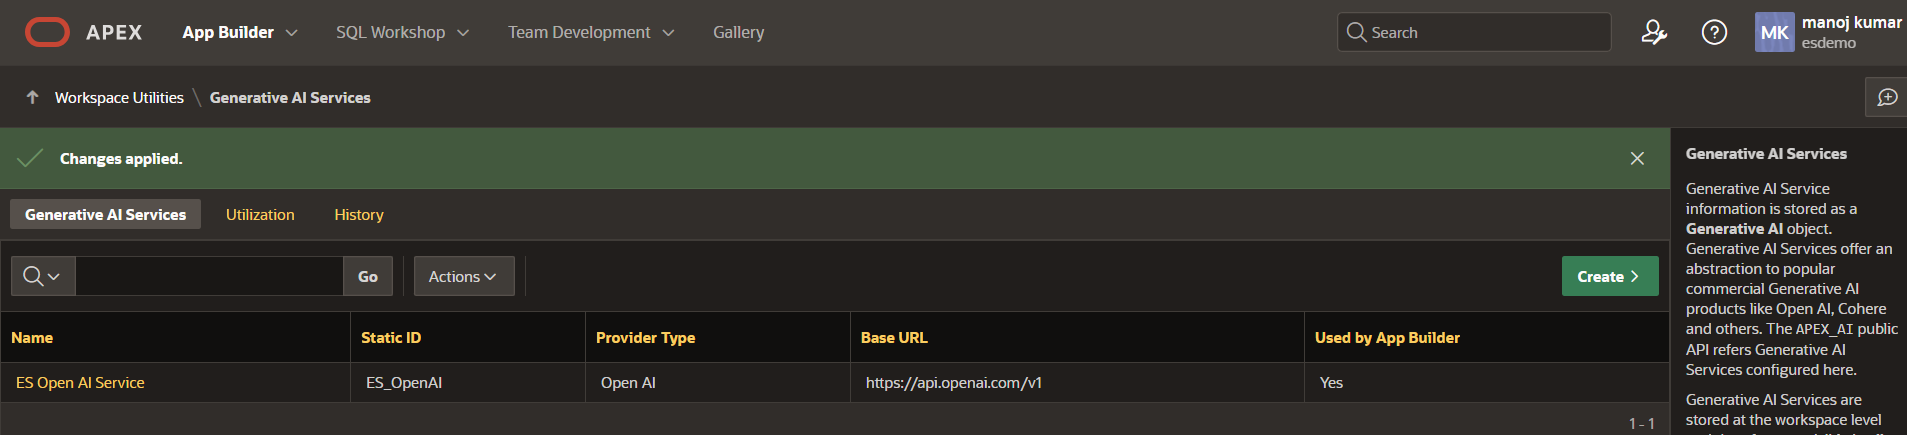 APEX App Builder SQL Workshop Team Development Gallery Search MK manoj kumar
esdemo
Workspace Utilities \ Generative AI Services
Changes applied.
Generative AI Services Utilization History
Go Actions Create
Name Static ID Provider Type Base URL Used by App Builder
ES Open AI Service ES_OpenAI Open AI https://api.openai.com/v1 Yes
1 - 1
Generative AI Services
Generative AI Service
information is stored as a
Generative AI object.
Generative AI Services offer an
abstraction to popular
commercial Generative AI
products like Open AI, Cohere
and others. The APEX_AI public
API refers Generative AI
Services configured here.
Generative AI Services are
stored at the workspace level